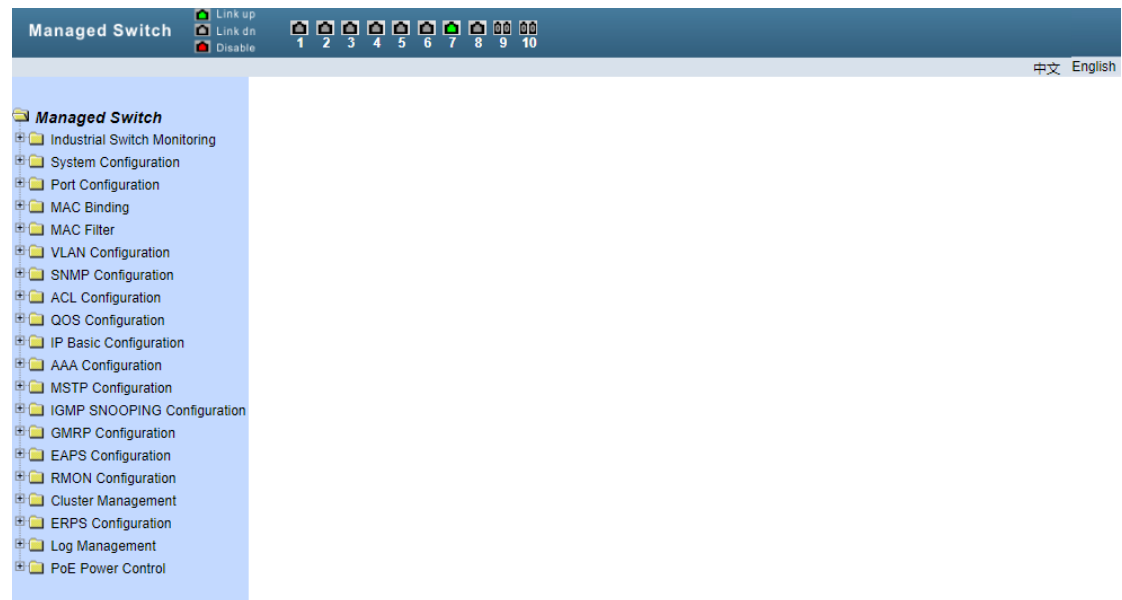 Link up
Managed Switch Link dn
Disable
1 2 3 4 5 6 7 8 9 10
中文 English
Managed Switch
Industrial Switch Monitoring
System Configuration
Port Configuration
MAC Binding
MAC Filter
VLAN Configuration
SNMP Configuration
ACL Configuration
QOS Configuration
IP Basic Configuration
AAA Configuration
MSTP Configuration
IGMP SNOOPING Configuration
GMRP Configuration
EAPS Configuration
RMON Configuration
Cluster Management
ERPS Configuration
Log Management
PoE Power Control